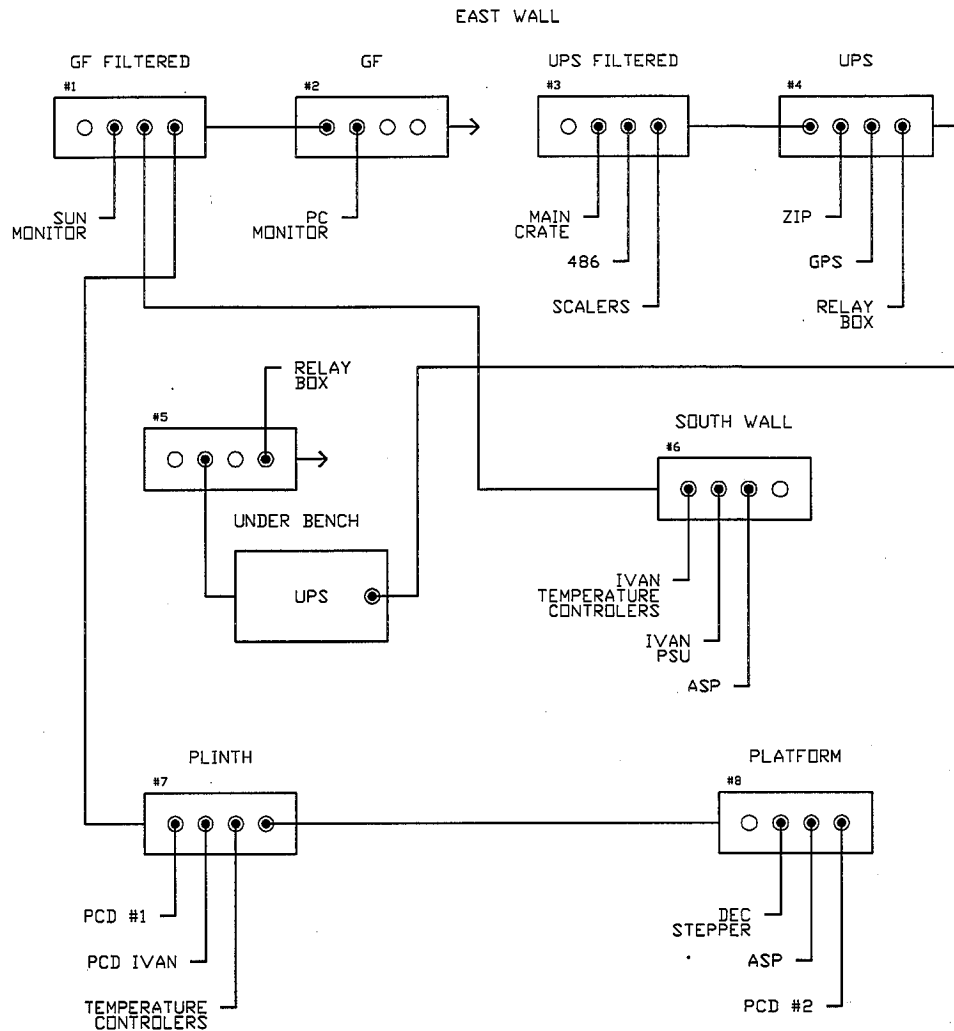 EAST WALL
GF FILTERED
GF
UPS FILTERED
UPS
#1
#2
#3
#4
SUN
MONITOR
PC
MONITOR
MAIN
CRATE
486
SCALERS
ZIP
GPS
RELAY
BOX
RELAY
BOX
#5
SOUTH WALL
#6
UNDER BENCH
UPS
IVAN
TEMPERATURE
CONTROLERS
IVAN
PSU
ASP
PLINTH
#7
PLATFORM
#8
PCD #1
PCD IVAN
TEMPERATURE
CONTROLERS
DEC
STEPPER
ASP
PCD #2